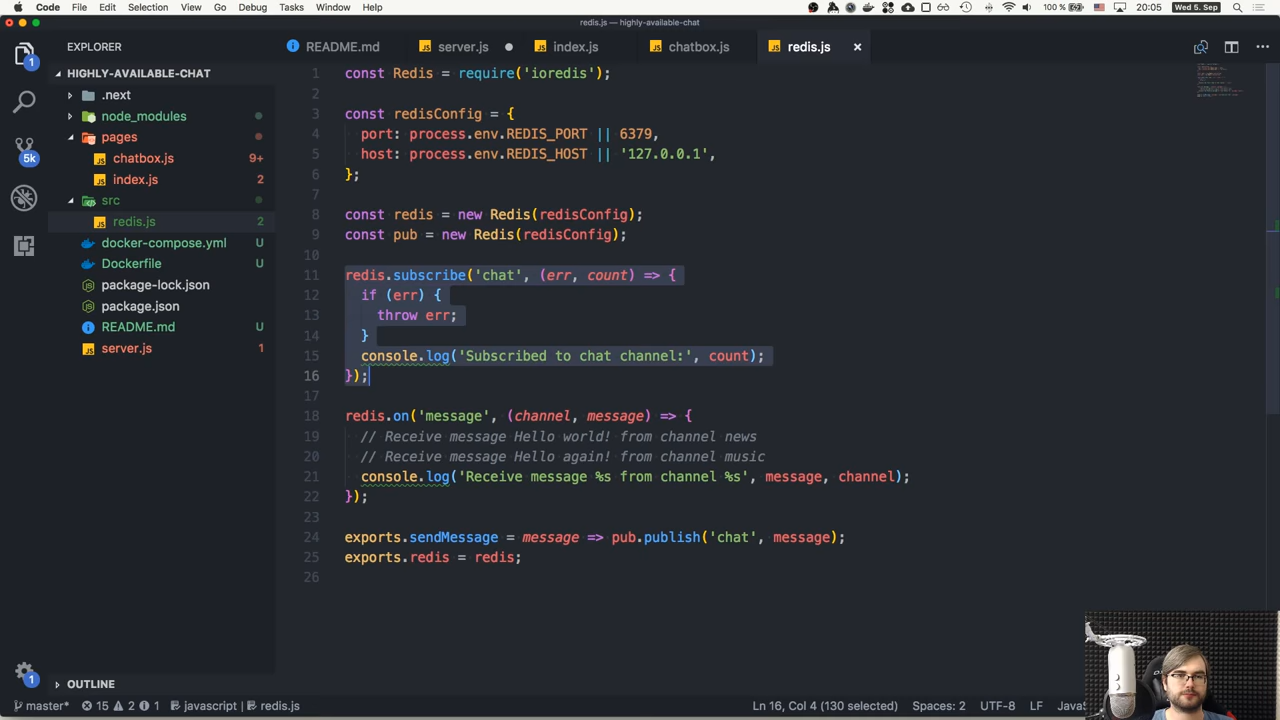 Code File Edit Selection View Go Debug Tasks Window Help 100% 20:05 Wed 5. Sep
redis.js — highly-available-chat
EXPLORER
README.md server.js index.js chatbox.js redis.js
HIGHLY-AVAILABLE-CHAT
.next
node_modules
pages
chatbox.js 9+
index.js 2
src
redis.js 2
docker-compose.yml U
Dockerfile U
package-lock.json
package.json
README.md U
server.js 1
OUTLINE
1
5k
1
1 const Redis = require('ioredis');
2
3 const redisConfig = {
4 port: process.env.REDIS_PORT || 6379,
5 host: process.env.REDIS_HOST || '127.0.0.1',
6 };
7
8 const redis = new Redis(redisConfig);
9 const pub = new Redis(redisConfig);
10
11 redis.subscribe('chat', (err, count) => {
12 if (err) {
13 throw err;
14 }
15 console.log('Subscribed to chat channel:', count);
16 });
17
18 redis.on('message', (channel, message) => {
19 // Receive message Hello world! from channel news
20 // Receive message Hello again! from channel music
21 console.log('Receive message %s from channel %s', message, channel);
22 });
23
24 exports.sendMessage = message => pub.publish('chat', message);
25 exports.redis = redis;
26
master* 15 2 1 javascript | redis.js Ln 16, Col 4 (130 selected) Spaces: 2 UTF-8 LF JavaS